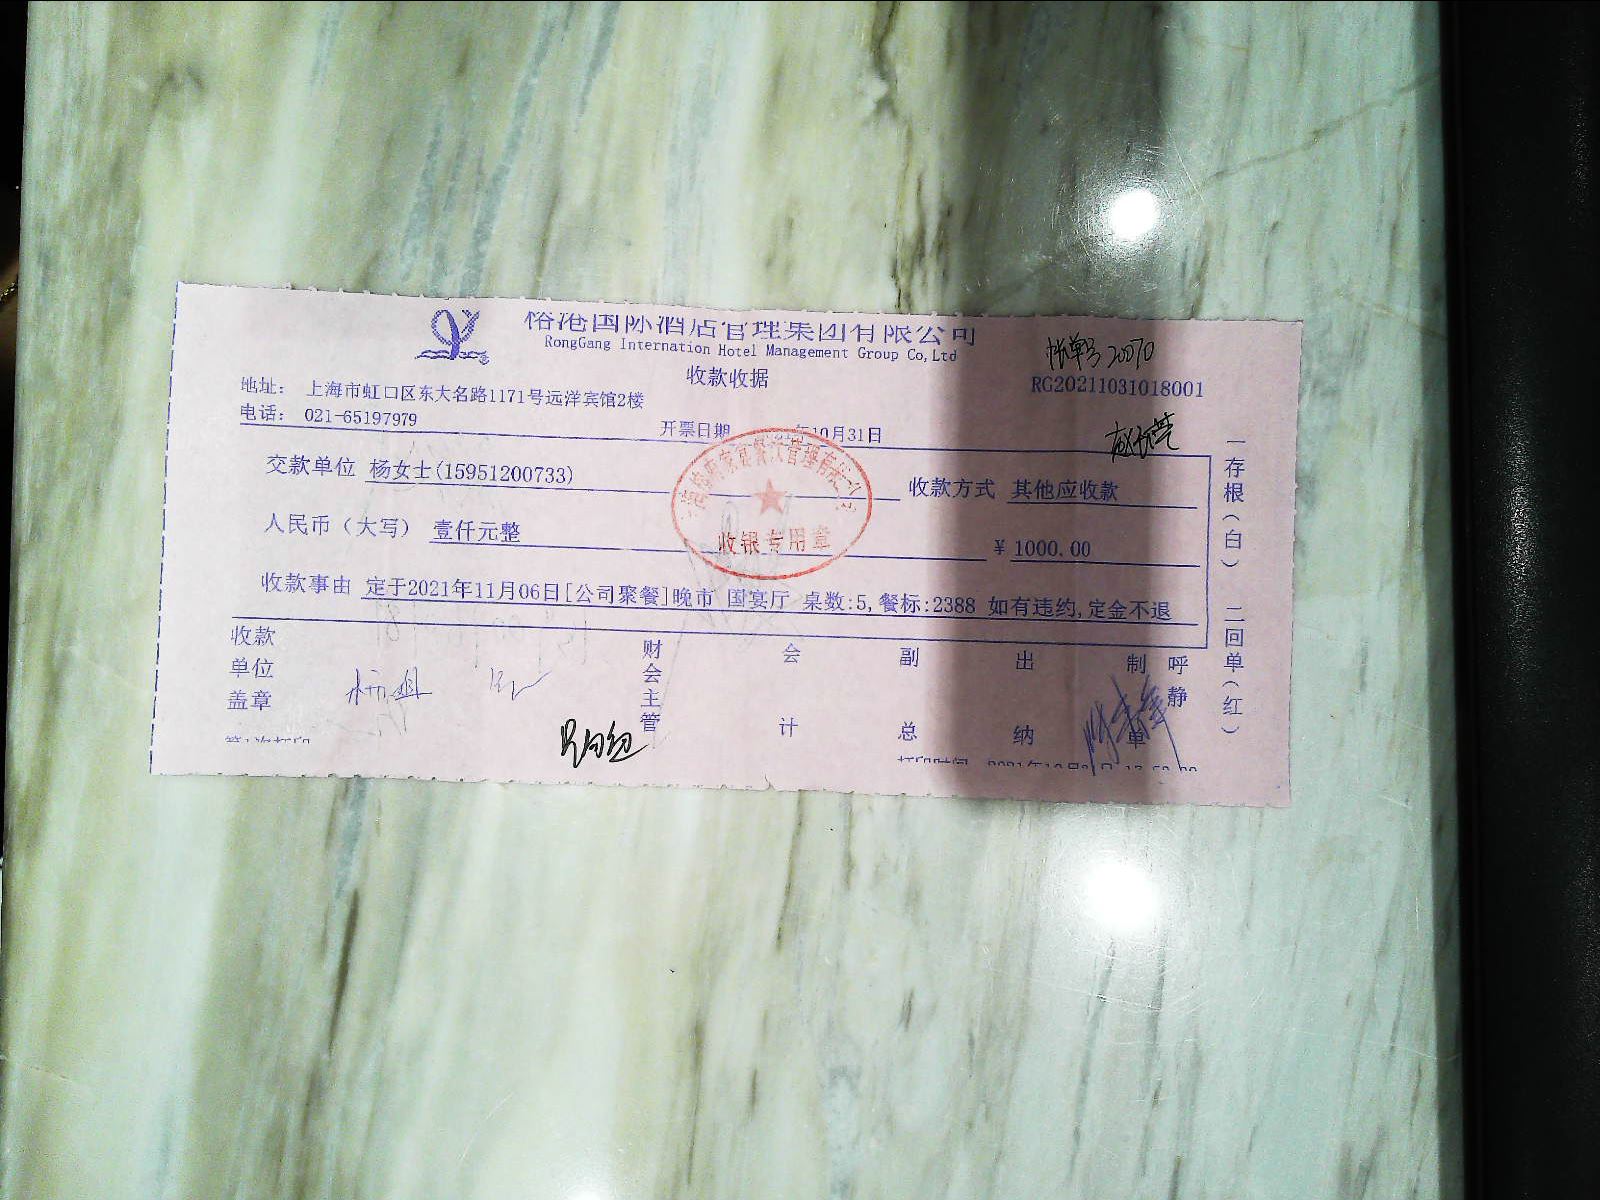 国际酒店管理集团有限公司
RongGang Internation Hotel Management Group Co,Ltd
收款收据
帐单号 20070
RG20211031018001
地址: 上海市虹口区东大名路1171号远洋宾馆2楼
电话: 021-65197979
开票日期 年10月31日
交款单位 杨女士(15951200733) 收款方式 其他应收款
人民币(大写) 壹仟元整 ¥ 1000.00
收银专用章
收款事由 定于2021年11月06日[公司聚餐]晚市 国宴厅 桌数:5,餐标:2388 如有违约,定金不退
收款单位盖章 财会主管 会计 副总 出纳 制单 呼静
一存根(白) 二回单(红)